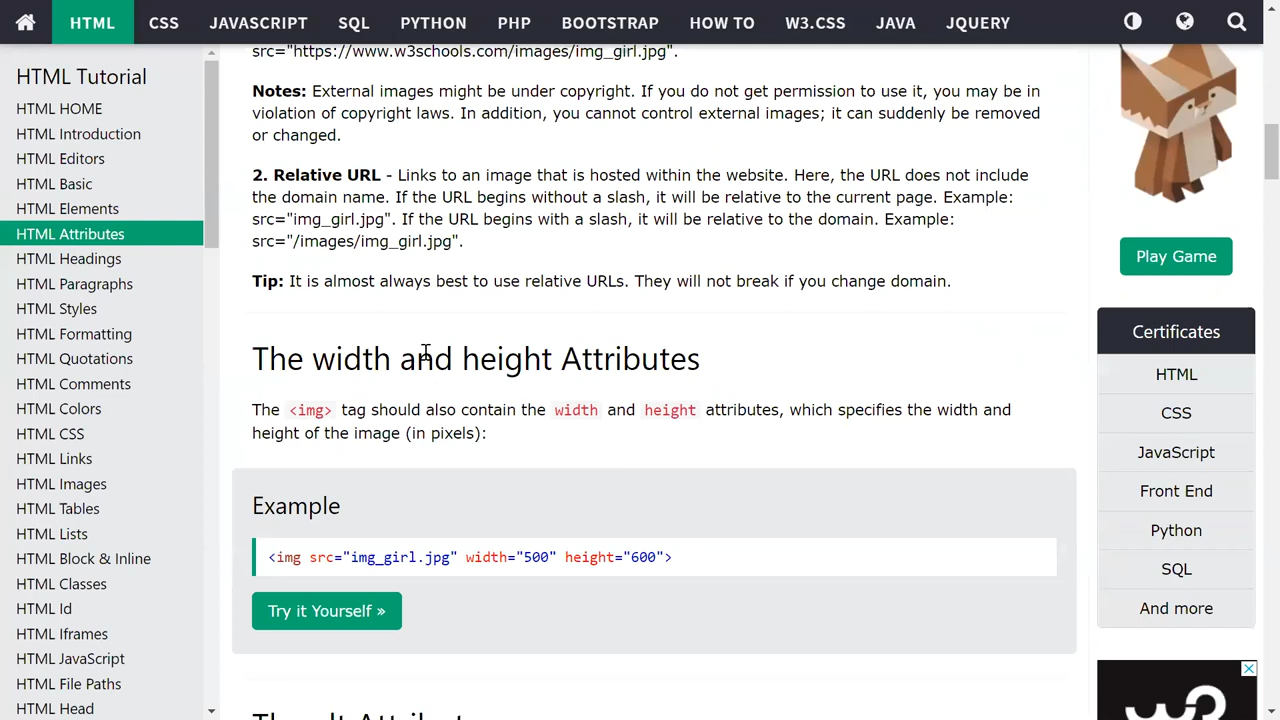 HTML CSS JAVASCRIPT SQL PYTHON PHP BOOTSTRAP HOW TO W3.CSS JAVA JQUERY
HTML Tutorial
HTML HOME
HTML Introduction
HTML Editors
HTML Basic
HTML Elements
HTML Attributes
HTML Headings
HTML Paragraphs
HTML Styles
HTML Formatting
HTML Quotations
HTML Comments
HTML Colors
HTML CSS
HTML Links
HTML Images
HTML Tables
HTML Lists
HTML Block & Inline
HTML Classes
HTML Id
HTML Iframes
HTML JavaScript
HTML File Paths
HTML Head
src="https://www.w3schools.com/images/img_girl.jpg".
Notes: External images might be under copyright. If you do not get permission to use it, you may be in
violation of copyright laws. In addition, you cannot control external images; it can suddenly be removed
or changed.
2. Relative URL - Links to an image that is hosted within the website. Here, the URL does not include
the domain name. If the URL begins without a slash, it will be relative to the current page. Example:
src="img_girl.jpg". If the URL begins with a slash, it will be relative to the domain. Example:
src="/images/img_girl.jpg".
Tip: It is almost always best to use relative URLs. They will not break if you change domain.
The width and height Attributes
The <img> tag should also contain the width and height attributes, which specifies the width and
height of the image (in pixels):
Example
<img src="img_girl.jpg" width="500" height="600">
Try it Yourself »
Play Game
Certificates
HTML
CSS
JavaScript
Front End
Python
SQL
And more